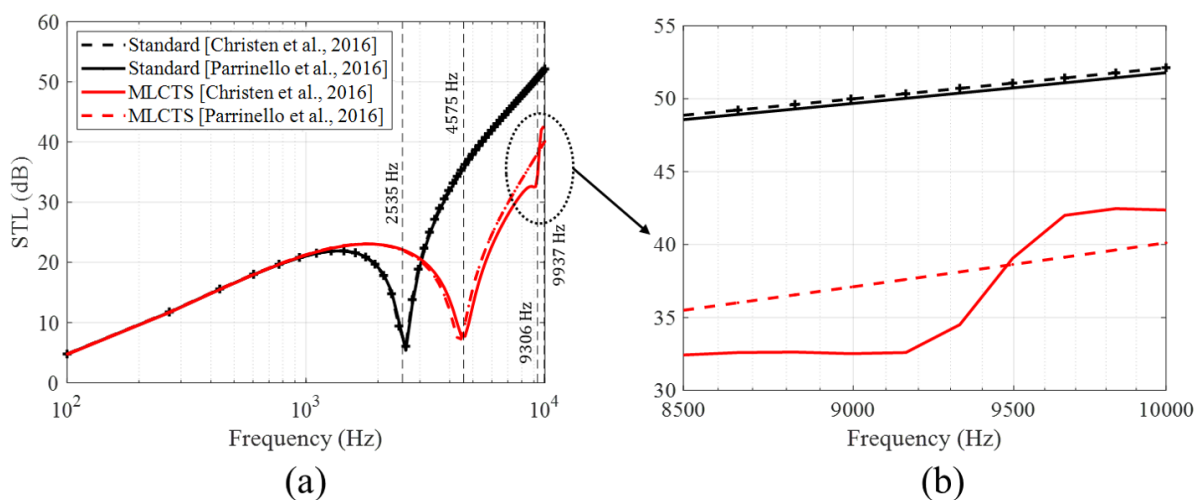 60
50
40
30
20
10
0
STL (dB)
Standard [Christen et al., 2016]
Standard [Parrinello et al., 2016]
MLCTS [Christen et al., 2016]
MLCTS [Parrinello et al., 2016]
2535 Hz
4575 Hz
9306 Hz
9937 Hz
10² 10³ 10⁴
Frequency (Hz)
(a)
55
50
45
40
35
30
8500 9000 9500 10000
Frequency (Hz)
(b)